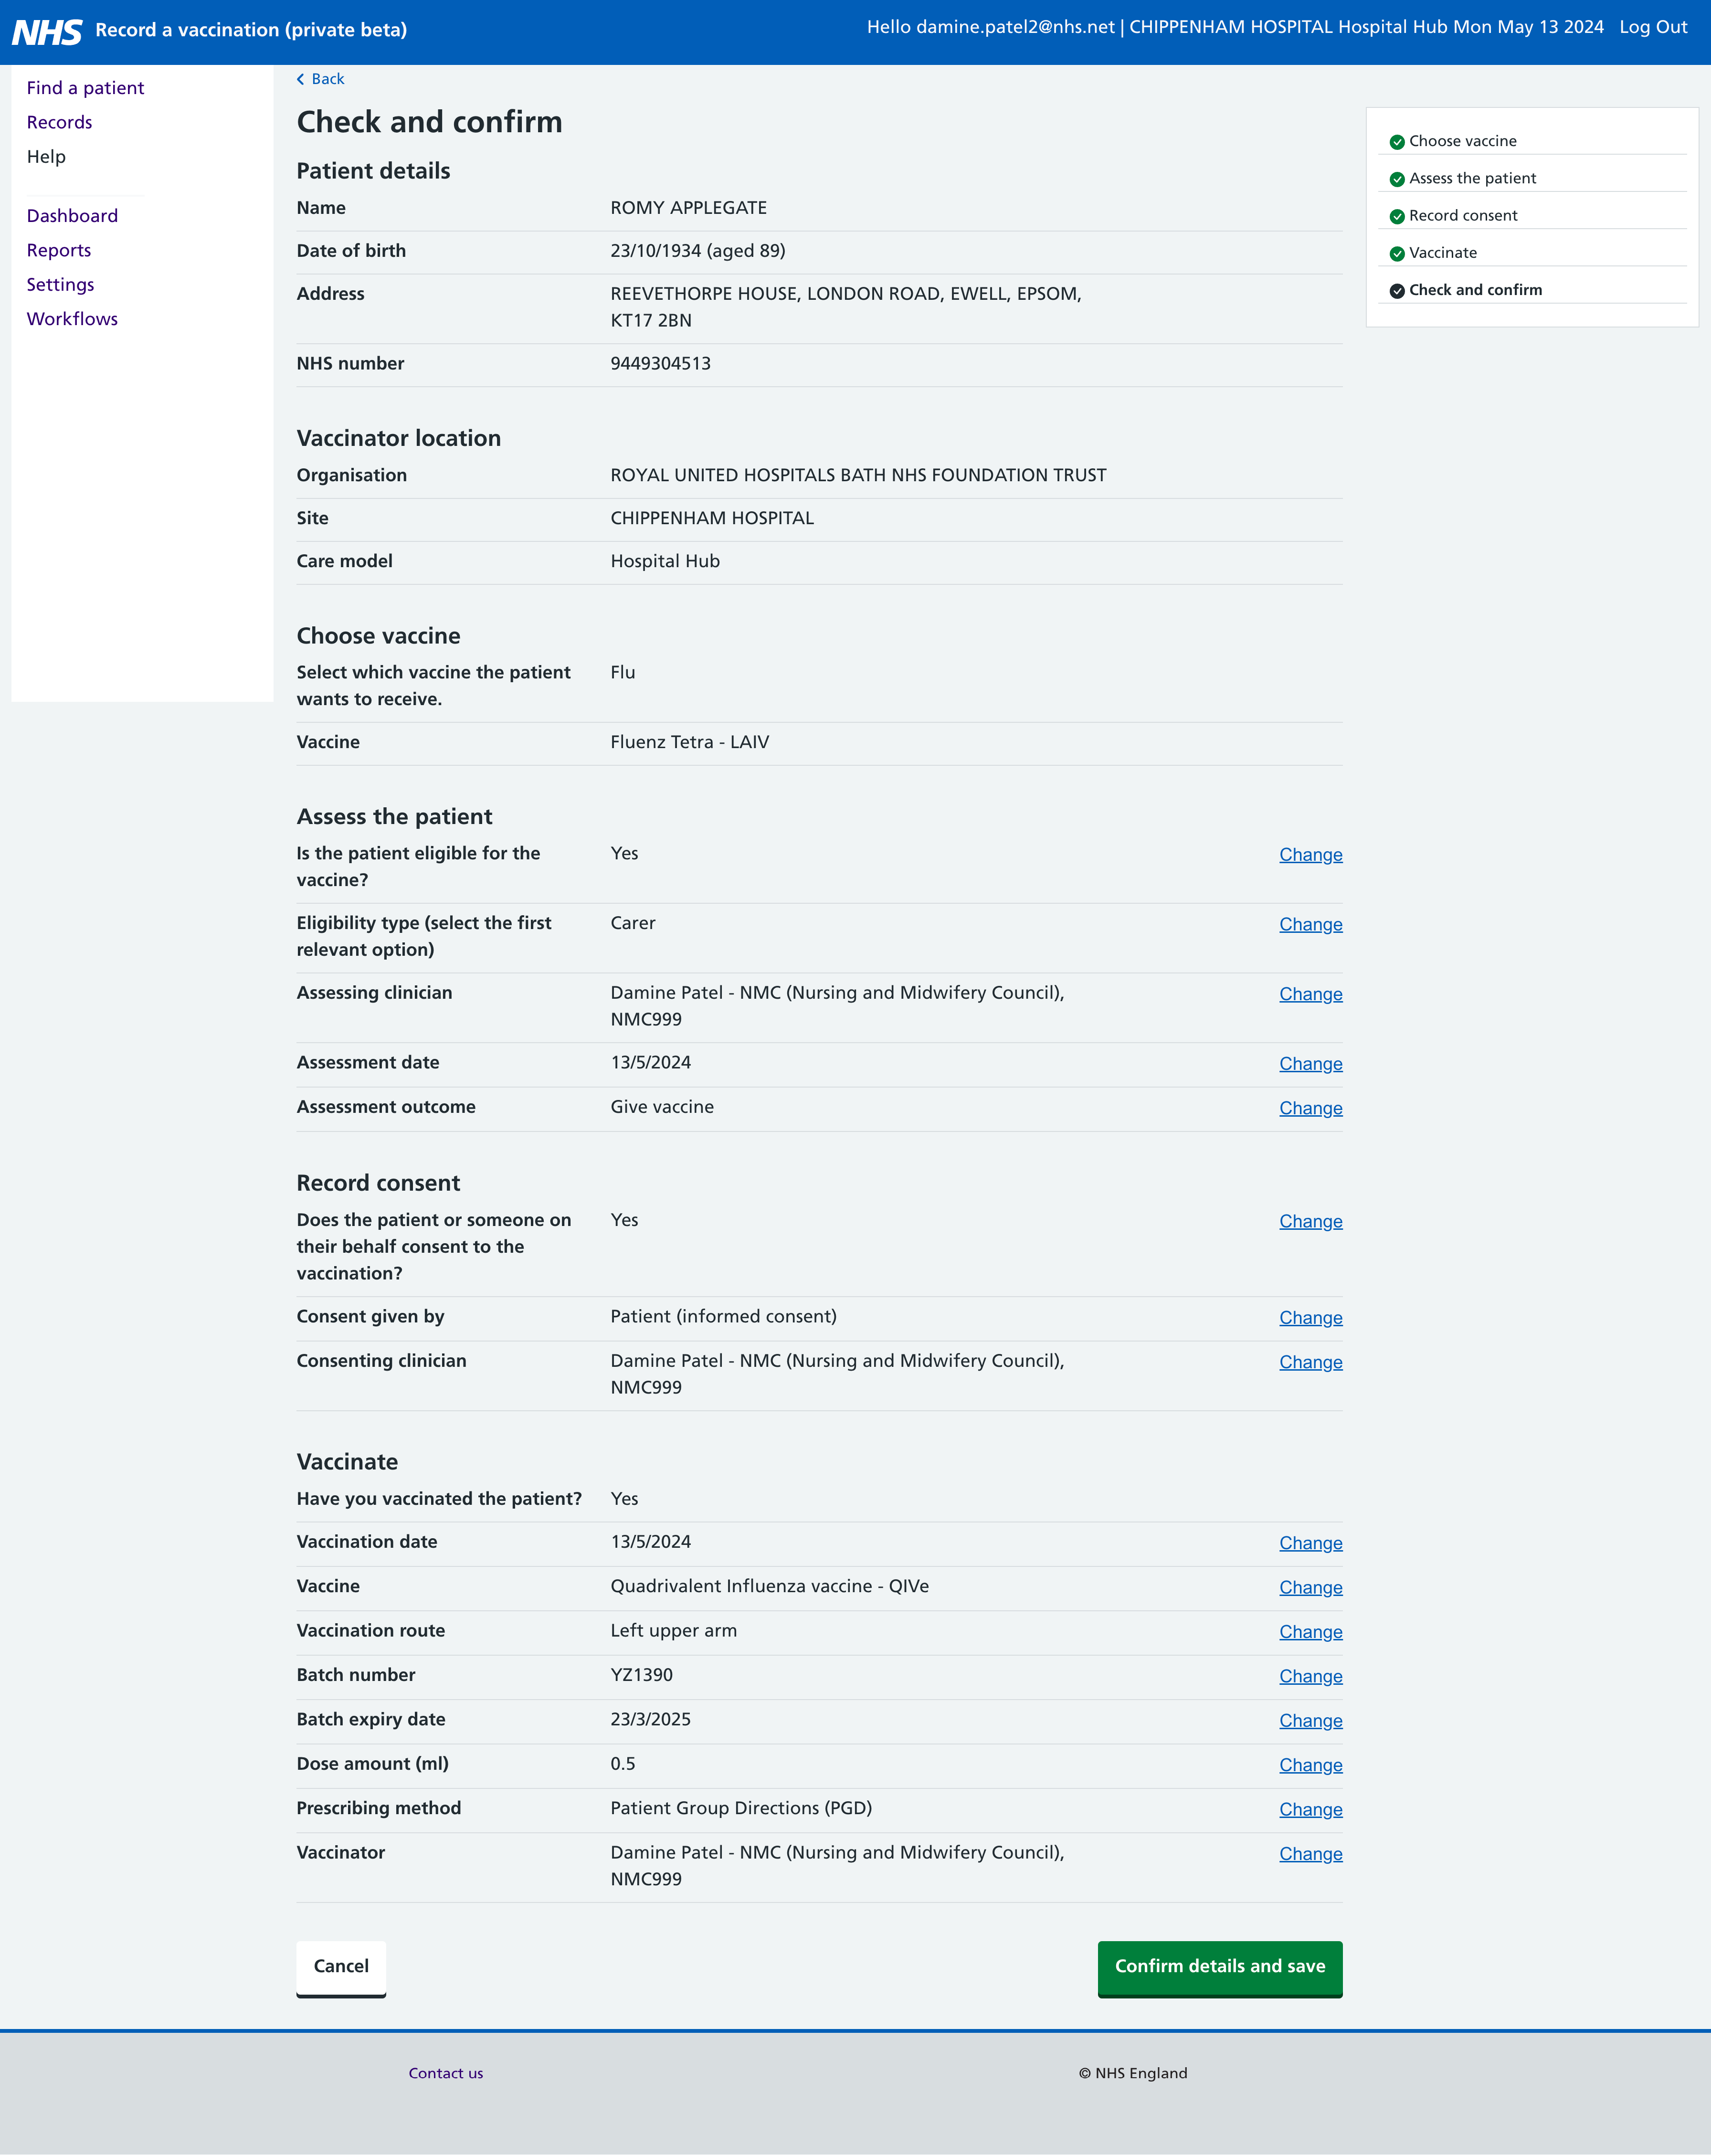 NHS Record a vaccination (private beta)
Hello damine.patel2@nhs.net | CHIPPENHAM HOSPITAL Hospital Hub Mon May 13 2024 Log Out
Find a patient
Records
Help
Dashboard
Reports
Settings
Workflows
Back
Check and confirm
Patient details
Name ROMY APPLEGATE
Date of birth 23/10/1934 (aged 89)
Address REEVETHORPE HOUSE, LONDON ROAD, EWELL, EPSOM,
KT17 2BN
NHS number 9449304513
Vaccinator location
Organisation ROYAL UNITED HOSPITALS BATH NHS FOUNDATION TRUST
Site CHIPPENHAM HOSPITAL
Care model Hospital Hub
Choose vaccine
Select which vaccine the patient Flu
wants to receive.
Vaccine Fluenz Tetra - LAIV
Assess the patient
Is the patient eligible for the Yes Change
vaccine?
Eligibility type (select the first Carer Change
relevant option)
Assessing clinician Damine Patel - NMC (Nursing and Midwifery Council), Change
NMC999
Assessment date 13/5/2024 Change
Assessment outcome Give vaccine Change
Record consent
Does the patient or someone on Yes Change
their behalf consent to the
vaccination?
Consent given by Patient (informed consent) Change
Consenting clinician Damine Patel - NMC (Nursing and Midwifery Council), Change
NMC999
Vaccinate
Have you vaccinated the patient? Yes
Vaccination date 13/5/2024 Change
Vaccine Quadrivalent Influenza vaccine - QIVe Change
Vaccination route Left upper arm Change
Batch number YZ1390 Change
Batch expiry date 23/3/2025 Change
Dose amount (ml) 0.5 Change
Prescribing method Patient Group Directions (PGD) Change
Vaccinator Damine Patel - NMC (Nursing and Midwifery Council), Change
NMC999
Cancel
Confirm details and save
Choose vaccine
Assess the patient
Record consent
Vaccinate
Check and confirm
Contact us
© NHS England